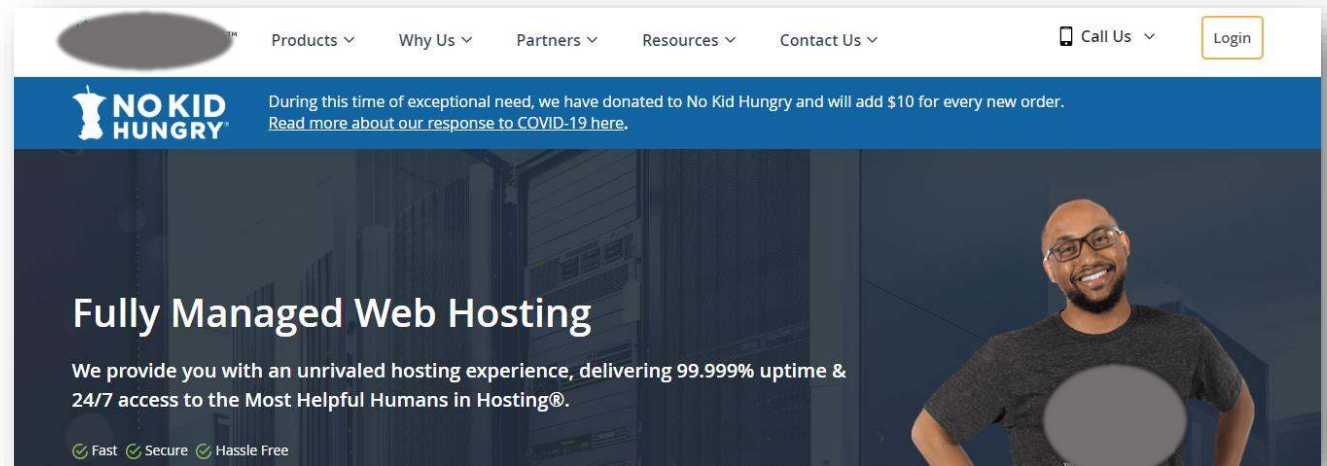 ™
Products Why Us Partners Resources Contact Us Call Us Login
NO KID
HUNGRY®
During this time of exceptional need, we have donated to No Kid Hungry and will add $10 for every new order.
Read more about our response to COVID-19 here.
Fully Managed Web Hosting
We provide you with an unrivaled hosting experience, delivering 99.999% uptime &
24/7 access to the Most Helpful Humans in Hosting®.
Fast Secure Hassle Free